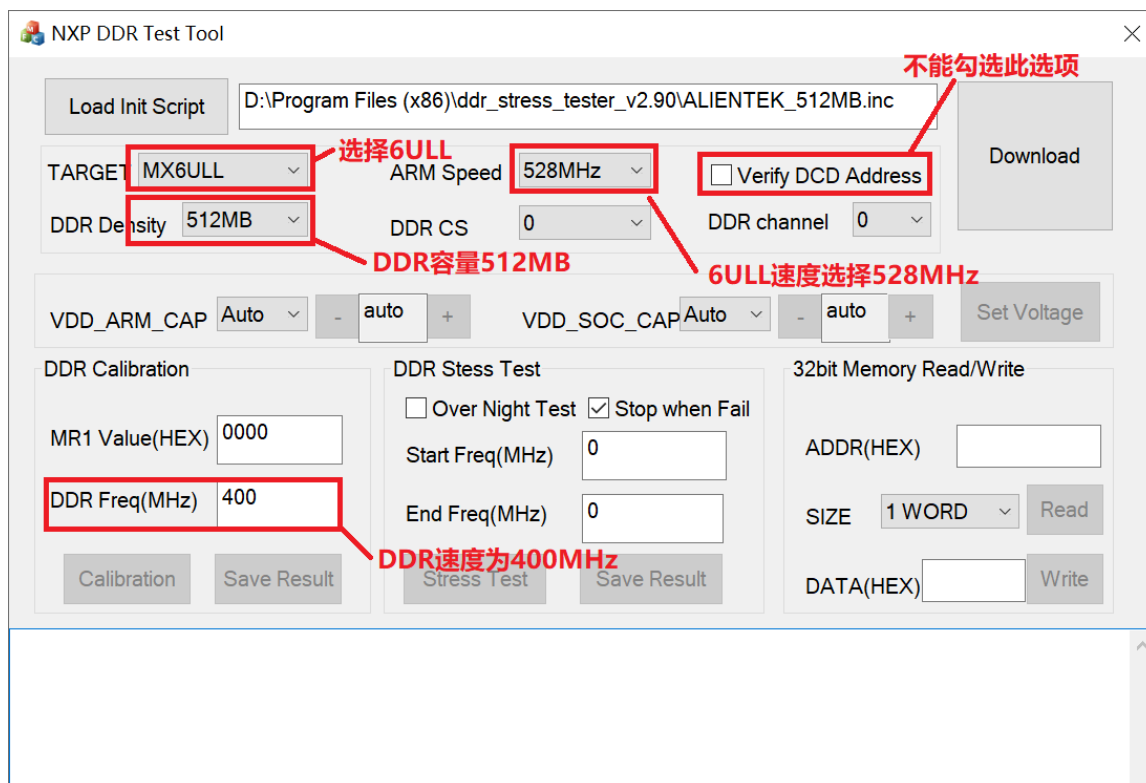 NXP DDR Test Tool
不能勾选此选项
Load Init Script
D:\Program Files (x86)\ddr_stress_tester_v2.90\ALIENTEK_512MB.inc
Download
选择6ULL
TARGET MX6ULL
ARM Speed 528MHz
Verify DCD Address
DDR Density 512MB
DDR CS 0
DDR channel 0
DDR容量512MB
6ULL速度选择528MHz
VDD_ARM_CAP Auto - auto +
VDD_SOC_CAP Auto - auto +
Set Voltage
DDR Calibration
MR1 Value(HEX) 0000
DDR Freq(MHz) 400
DDR速度为400MHz
Calibration Save Result
DDR Stess Test
Over Night Test Stop when Fail
Start Freq(MHz) 0
End Freq(MHz) 0
Stress Test Save Result
32bit Memory Read/Write
ADDR(HEX)
SIZE 1 WORD Read
DATA(HEX) Write